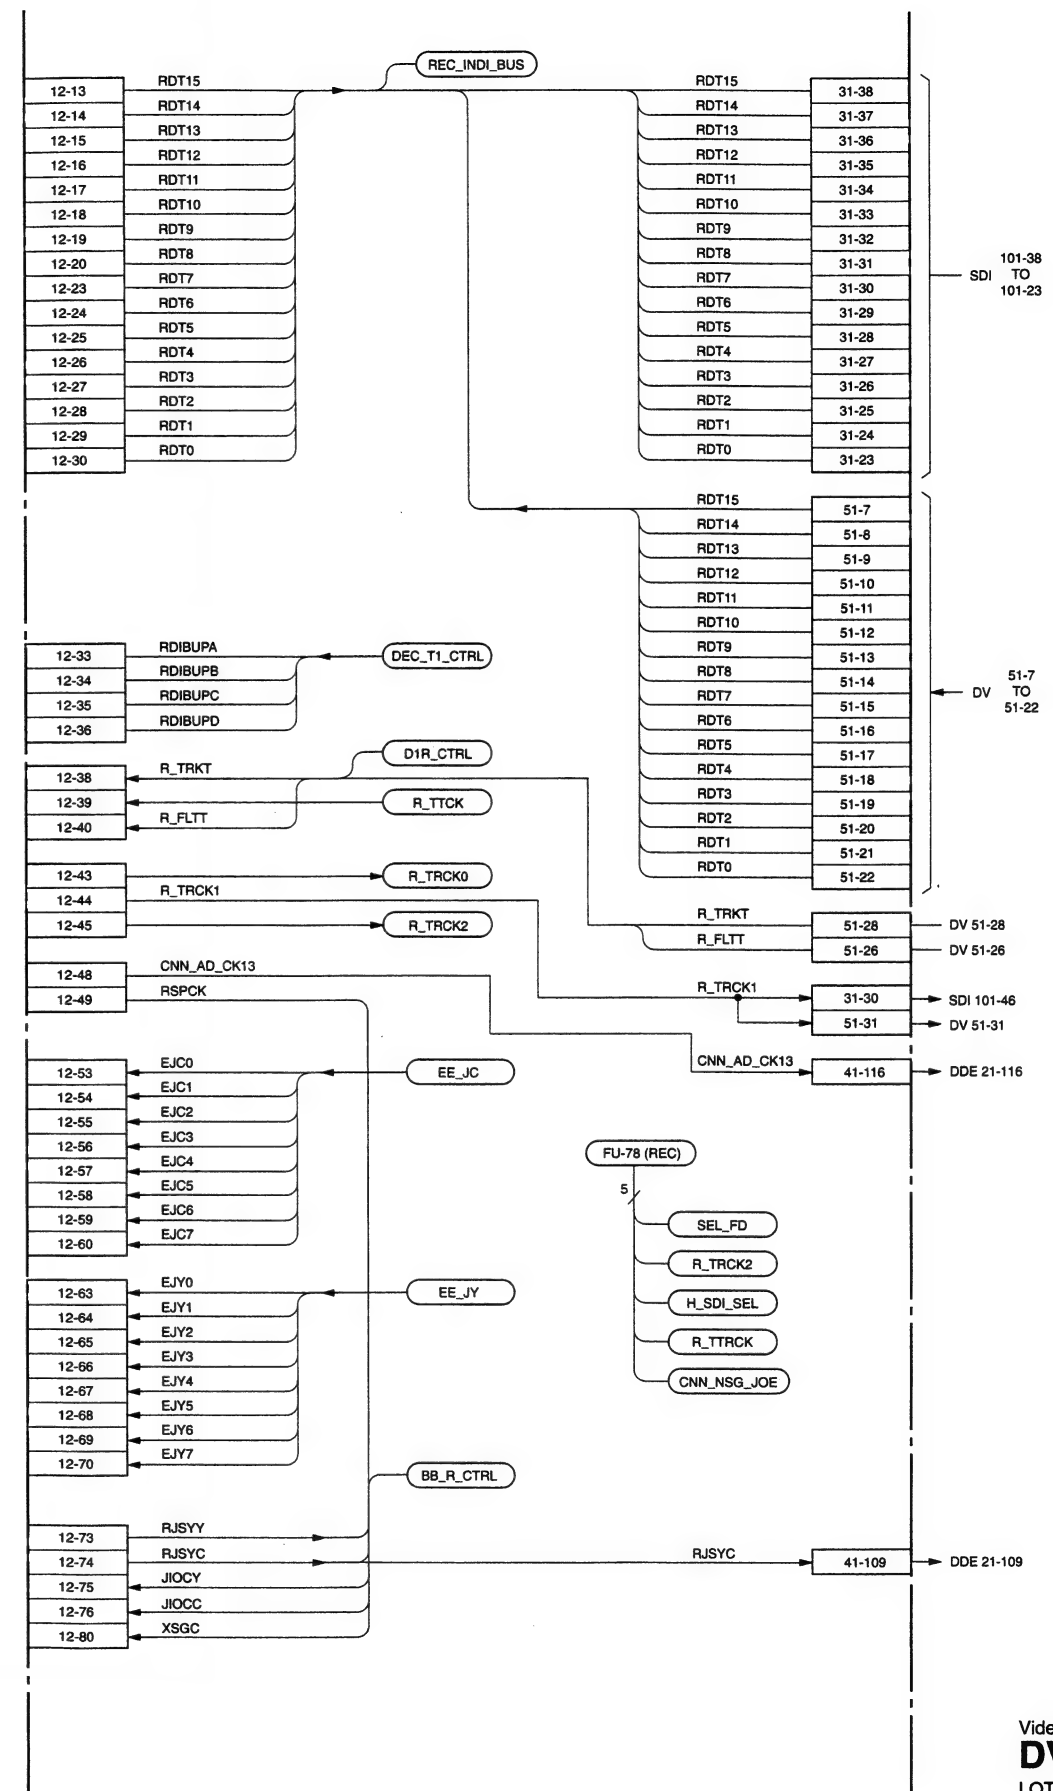 REC_INDI_BUS
12-13 RDT15 RDT15 31-38
12-14 RDT14 RDT14 31-37
12-15 RDT13 RDT13 31-36
12-16 RDT12 RDT12 31-35
12-17 RDT11 RDT11 31-34
12-18 RDT10 RDT10 31-33
12-19 RDT9 RDT9 31-32
12-20 RDT8 RDT8 31-31
12-23 RDT7 RDT7 31-30
12-24 RDT6 RDT6 31-29
12-25 RDT5 RDT5 31-28
12-26 RDT4 RDT4 31-27
12-27 RDT3 RDT3 31-26
12-28 RDT2 RDT2 31-25
12-29 RDT1 RDT1 31-24
12-30 RDT0 RDT0 31-23
SDI 101-38
TO
101-23
RDT15 51-7
RDT14 51-8
RDT13 51-9
RDT12 51-10
RDT11 51-11
RDT10 51-12
RDT9 51-13
RDT8 51-14
RDT7 51-15
RDT6 51-16
RDT5 51-17
RDT4 51-18
RDT3 51-19
RDT2 51-20
RDT1 51-21
RDT0 51-22
DV 51-7
TO
51-22
12-33 RDIBUPA DEC_T1_CTRL
12-34 RDIBUPB
12-35 RDIBUPC
12-36 RDIBUPD
D1R_CTRL
12-38 R_TRKT
12-39 R_TTCK
12-40 R_FLTT
12-43 R_TRCK0
12-44 R_TRCK1
12-45 R_TRCK2
R_TRKT 51-28 DV 51-28
R_FLTT 51-26 DV 51-26
12-48 CNN_AD_CK13
12-49 RSPCK
R_TRCK1 31-30 SDI 101-46
51-31 DV 51-31
CNN_AD_CK13 41-116 DDE 21-116
12-53 EJC0 EE_JC
12-54 EJC1
12-55 EJC2
12-56 EJC3
12-57 EJC4
12-58 EJC5
12-59 EJC6
12-60 EJC7
FU-78 (REC)
5
SEL_FD
R_TRCK2
H_SDI_SEL
R_TTRCK
CNN_NSG_JOE
12-63 EJY0 EE_JY
12-64 EJY1
12-65 EJY2
12-66 EJY3
12-67 EJY4
12-68 EJY5
12-69 EJY6
12-70 EJY7
BB_R_CTRL
12-73 RJSYY
12-74 RJSYC RJSYC 41-109 DDE 21-109
12-75 JIOCY
12-76 JIOCC
12-80 XSGC